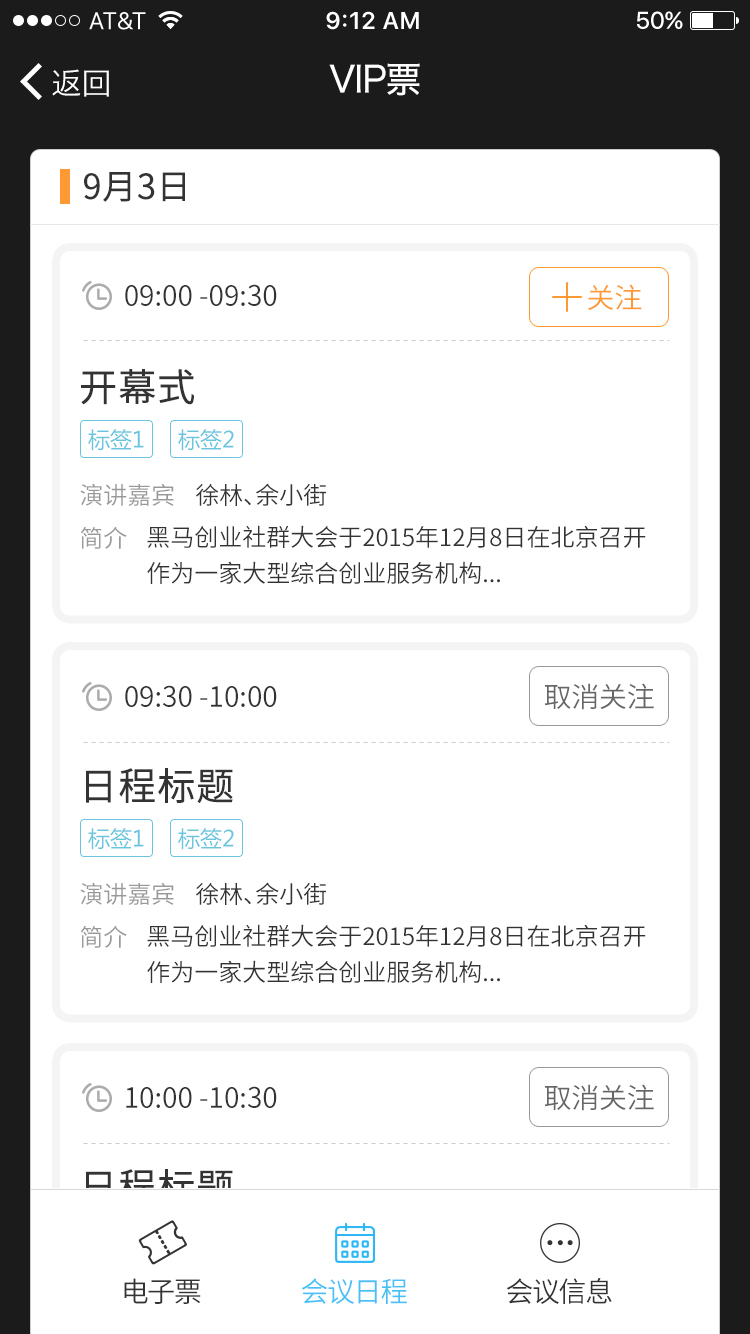 AT&T 9:12 AM 50%
返回 VIP票
9月3日
09:00 -09:30 关注
开幕式
标签1 标签2
演讲嘉宾 徐林、余小街
简介 黑马创业社群大会于2015年12月8日在北京召开
作为一家大型综合创业服务机构...
09:30 -10:00 取消关注
日程标题
标签1 标签2
演讲嘉宾 徐林、余小街
简介 黑马创业社群大会于2015年12月8日在北京召开
作为一家大型综合创业服务机构...
10:00 -10:30 取消关注
日程标题
电子票 会议日程 会议信息